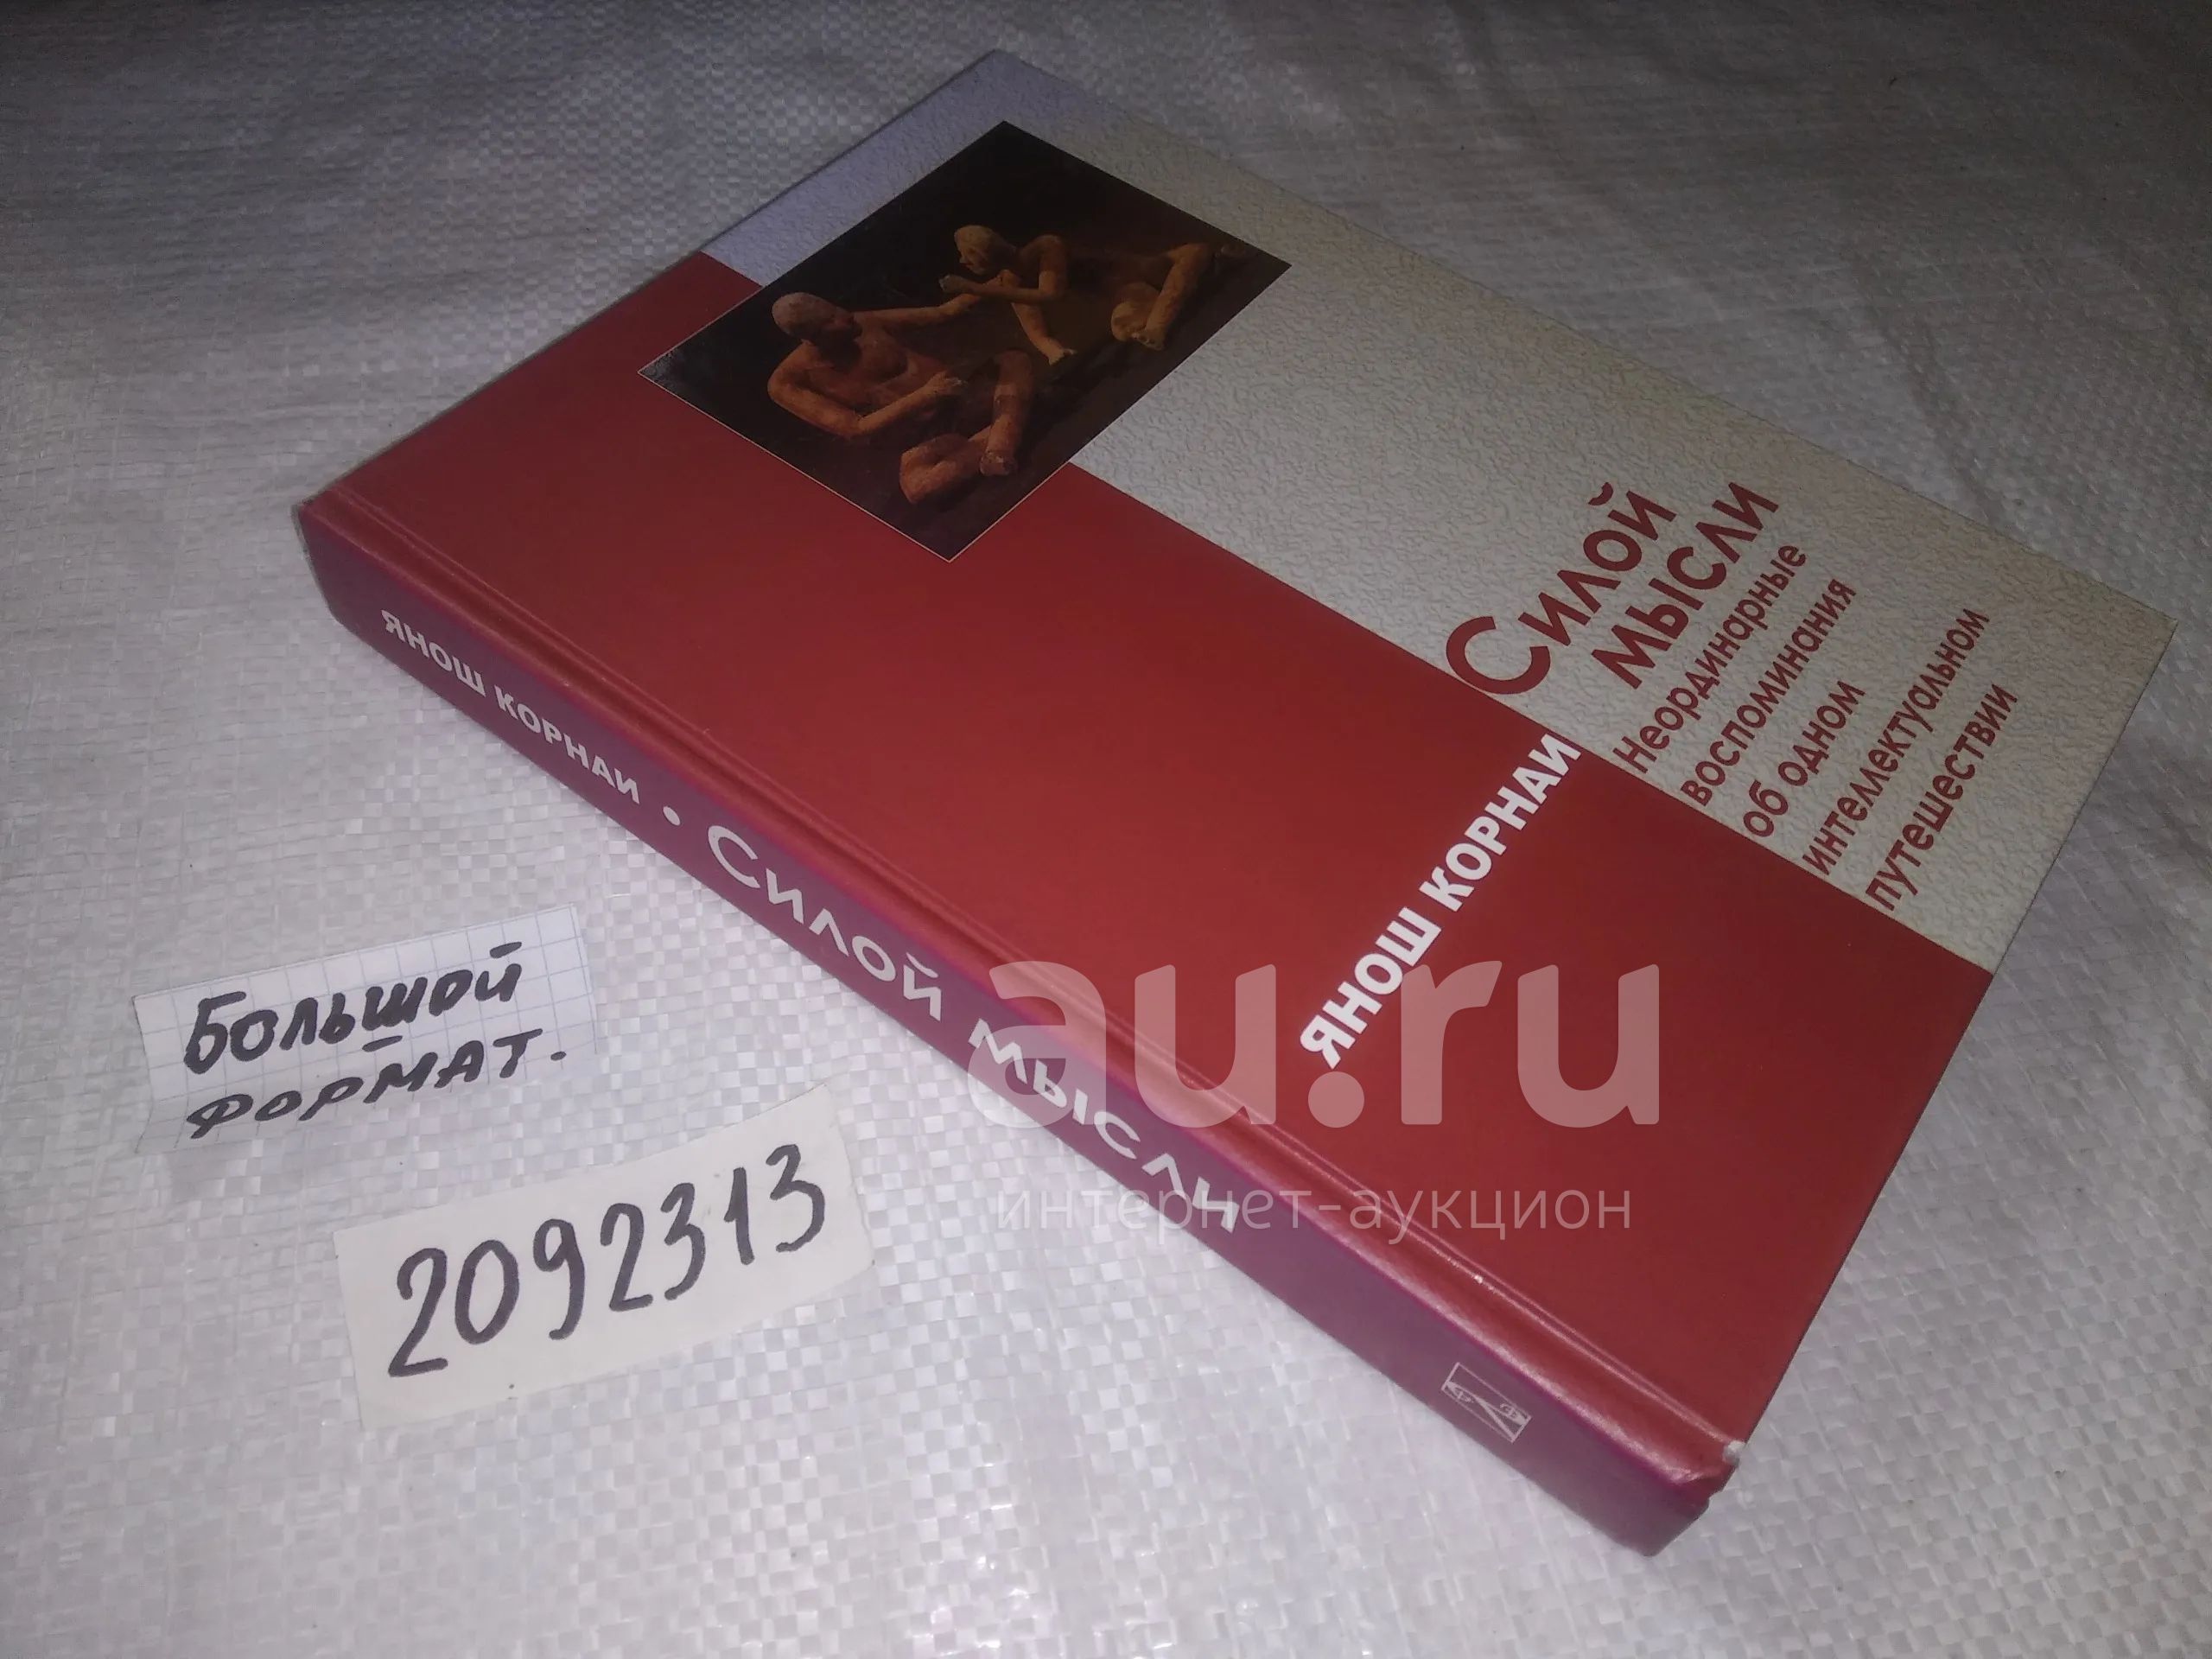 Силой
мысли
Неординарные
воспоминания
об одном
интеллектуальном
путешествии
ЯНОШ КОРНАИ
ЯНОШ КОРНАИ • Силой мысли
Большой
формат.
2092313
au.ru
интернет-аукцион